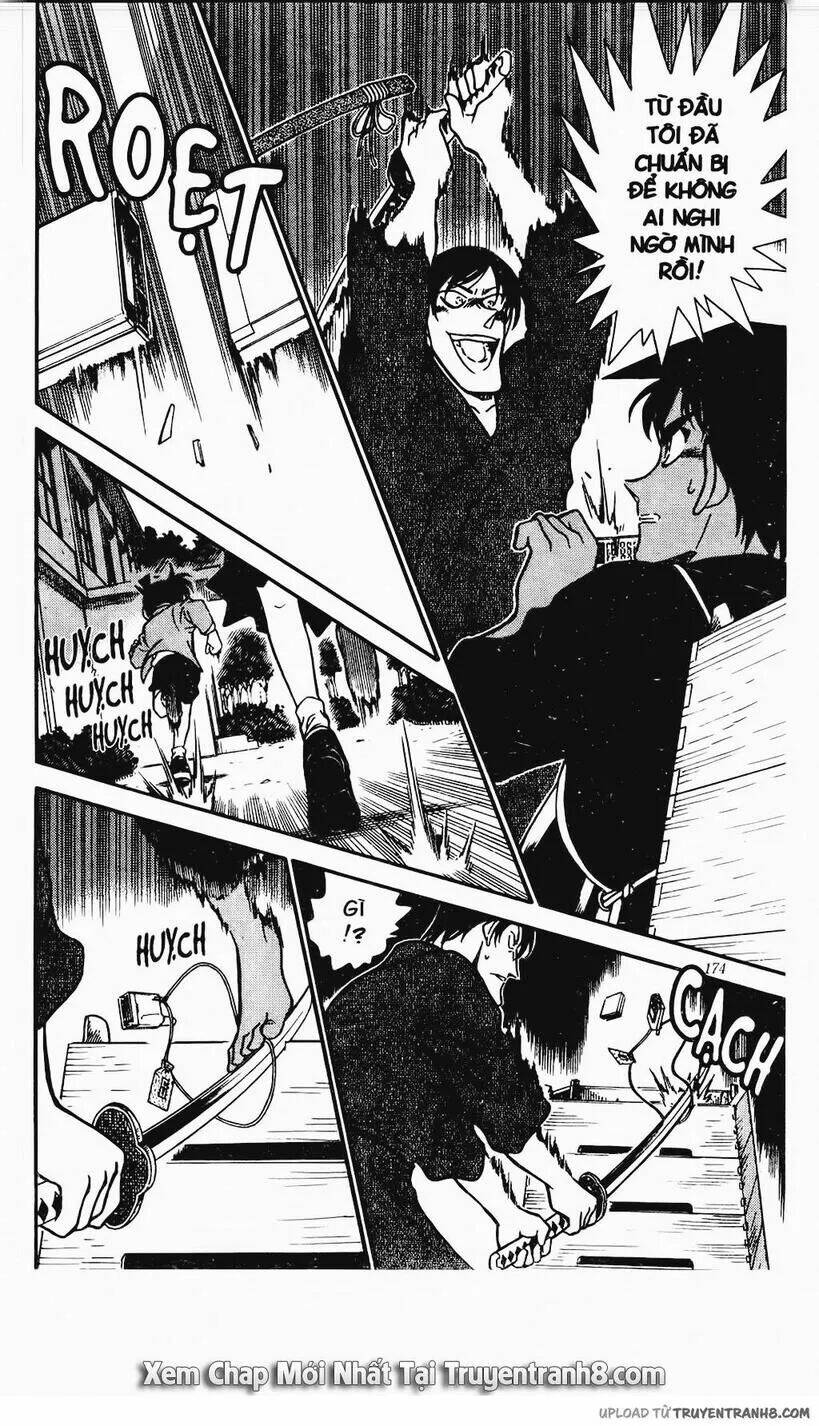 ROẸT
TỪ ĐẦU
TÔI ĐÃ
CHUẨN BỊ
ĐỂ KHÔNG
AI NGHI
NGỜ MÌNH
RỒI!
HUỴCH
HUỴCH
HUỴCH
HUỴCH
GÌ
!?
174
CẠCH
Xem Chap Mới Nhất Tại Truyentranh8.com
UPLOAD TỪ TRUYENTRANH8.COM